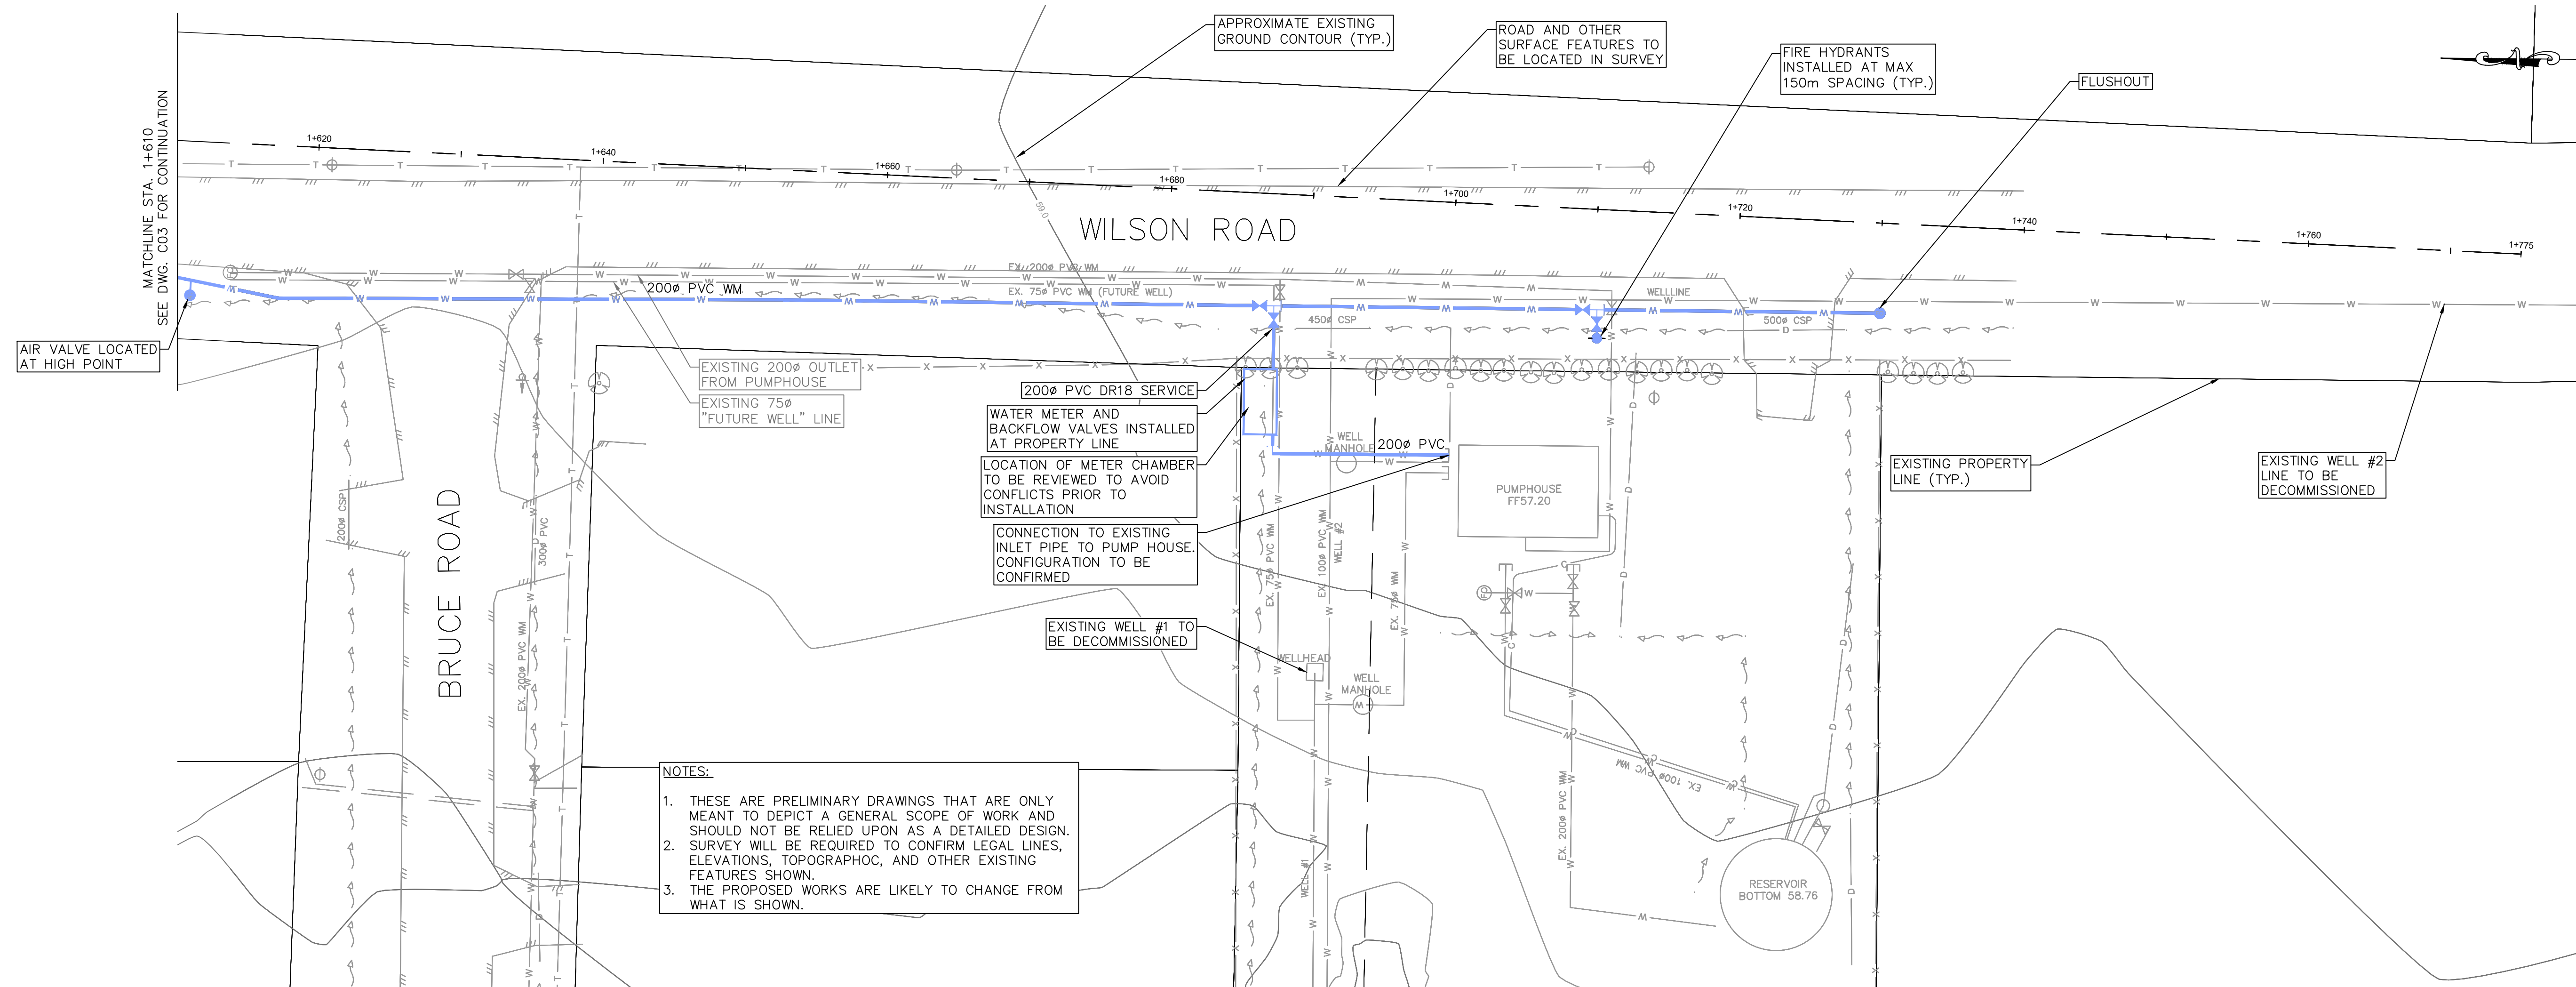 APPROXIMATE EXISTING
GROUND CONTOUR (TYP.)
ROAD AND OTHER
SURFACE FEATURES TO
BE LOCATED IN SURVEY
FIRE HYDRANTS
INSTALLED AT MAX
150m SPACING (TYP.)
FLUSHOUT
MATCHLINE STA. 1+610
SEE DWG. C03 FOR CONTINUATION
1+620
1+640
1+660
1+680
1+700
1+720
1+740
1+760
1+775
59.0
WILSON ROAD
EX. 200ø PVC WM
200ø PVC WM
EX. 75ø PVC WM (FUTURE WELL)
WELLLINE
450ø CSP
500ø CSP
AIR VALVE LOCATED
AT HIGH POINT
EXISTING 200ø OUTLET
FROM PUMPHOUSE
EXISTING 75ø
"FUTURE WELL" LINE
200ø PVC DR18 SERVICE
WATER METER AND
BACKFLOW VALVES INSTALLED
AT PROPERTY LINE
LOCATION OF METER CHAMBER
TO BE REVIEWED TO AVOID
CONFLICTS PRIOR TO
INSTALLATION
CONNECTION TO EXISTING
INLET PIPE TO PUMP HOUSE.
CONFIGURATION TO BE
CONFIRMED
EXISTING WELL #1 TO
BE DECOMMISSIONED
WELL
MANHOLE
200ø PVC
PUMPHOUSE
FF57.20
EXISTING PROPERTY
LINE (TYP.)
EXISTING WELL #2
LINE TO BE
DECOMMISSIONED
BRUCE ROAD
200ø CSP
300ø PVC
EX. 200ø PVC WM
EX. 75ø PVC WM
EX. 100ø PVC WM
WELL #2
EX. 75ø WM
WELLHEAD
WELL
MANHOLE
WELL #1
EX. 100ø PVC WM
EX. 200ø PVC WM
RESERVOIR
BOTTOM 58.76
NOTES:
1. THESE ARE PRELIMINARY DRAWINGS THAT ARE ONLY
MEANT TO DEPICT A GENERAL SCOPE OF WORK AND
SHOULD NOT BE RELIED UPON AS A DETAILED DESIGN.
2. SURVEY WILL BE REQUIRED TO CONFIRM LEGAL LINES,
ELEVATIONS, TOPOGRAPHOC, AND OTHER EXISTING
FEATURES SHOWN.
3. THE PROPOSED WORKS ARE LIKELY TO CHANGE FROM
WHAT IS SHOWN.